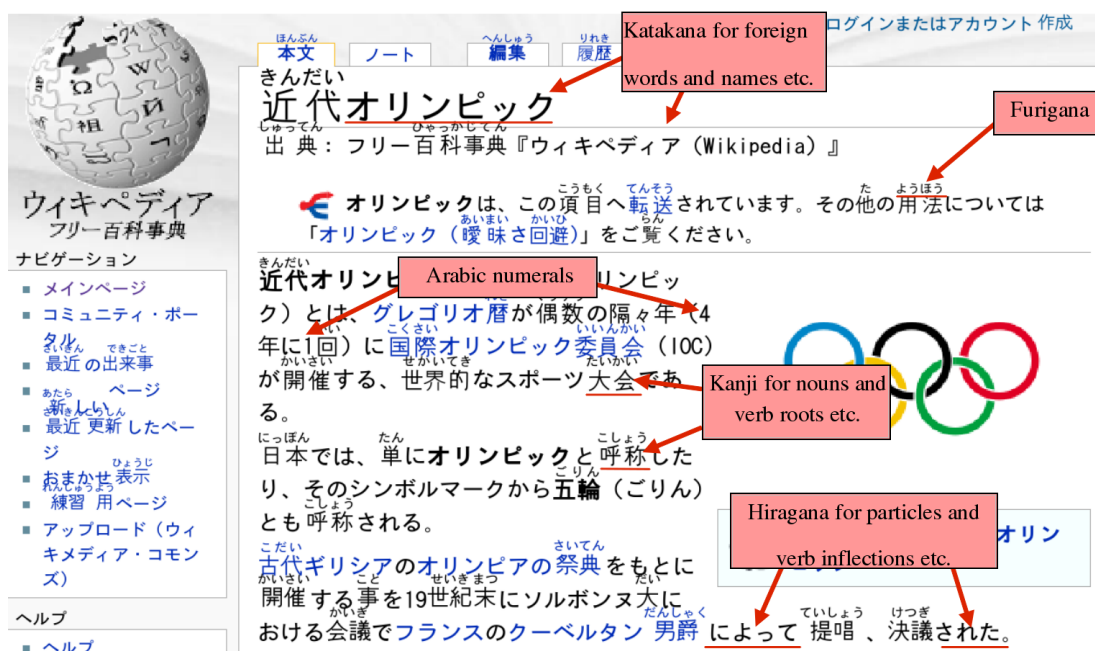 ログインまたはアカウント作成
ほんぶん へんしゅう りれき
本文 ノート 編集 履歴
Katakana for foreign
words and names etc.
Furigana
きんだい
近代オリンピック
しゅってん ひゃっかじてん
出典: フリー百科事典『ウィキペディア(Wikipedia)』
こうもく てんそう た ようほう
オリンピックは、この項目へ転送されています。その他の用法については
あいまい かいひ らん
「オリンピック(曖昧さ回避)」をご覧ください。
きんだい
近代オリンピ
リンピッ
Arabic numerals
ク)とは、グレゴリオ暦が偶数の隔々年(4
こくさい いいんかい
年に1回)に国際オリンピック委員会(IOC)
かいさい せかいてき たいかい
が開催する、世界的なスポーツ大会であ
る。
Kanji for nouns and
verb roots etc.
にっぽん たん こしょう
日本では、単にオリンピックと呼称した
ごりん
り、そのシンボルマークから五輪(ごりん)
こしょう
とも呼称される。
Hiragana for particles and
verb inflections etc.
オリン
こだい さいてん
古代ギリシアのオリンピアの祭典をもとに
かいさい こと せいきまつ だい
開催する事を19世紀末にソルボンヌ大に
かいぎ だんしゃく ていしょう けつぎ
おける会議でフランスのクーベルタン男爵によって提唱、決議された。
ウィキペディア
フリー百科事典
ナビゲーション
メインページ
コミュニティ・ポー
タル
さいきん できごと
最近の出来事
あたら
新しいページ
さいきんこうしん
最近更新したペー
ジ
ひょうじ
おまかせ表示
れんしゅうよう
練習用ページ
アップロード(ウィ
キメディア・コモン
ズ)
ヘルプ
ヘルプ